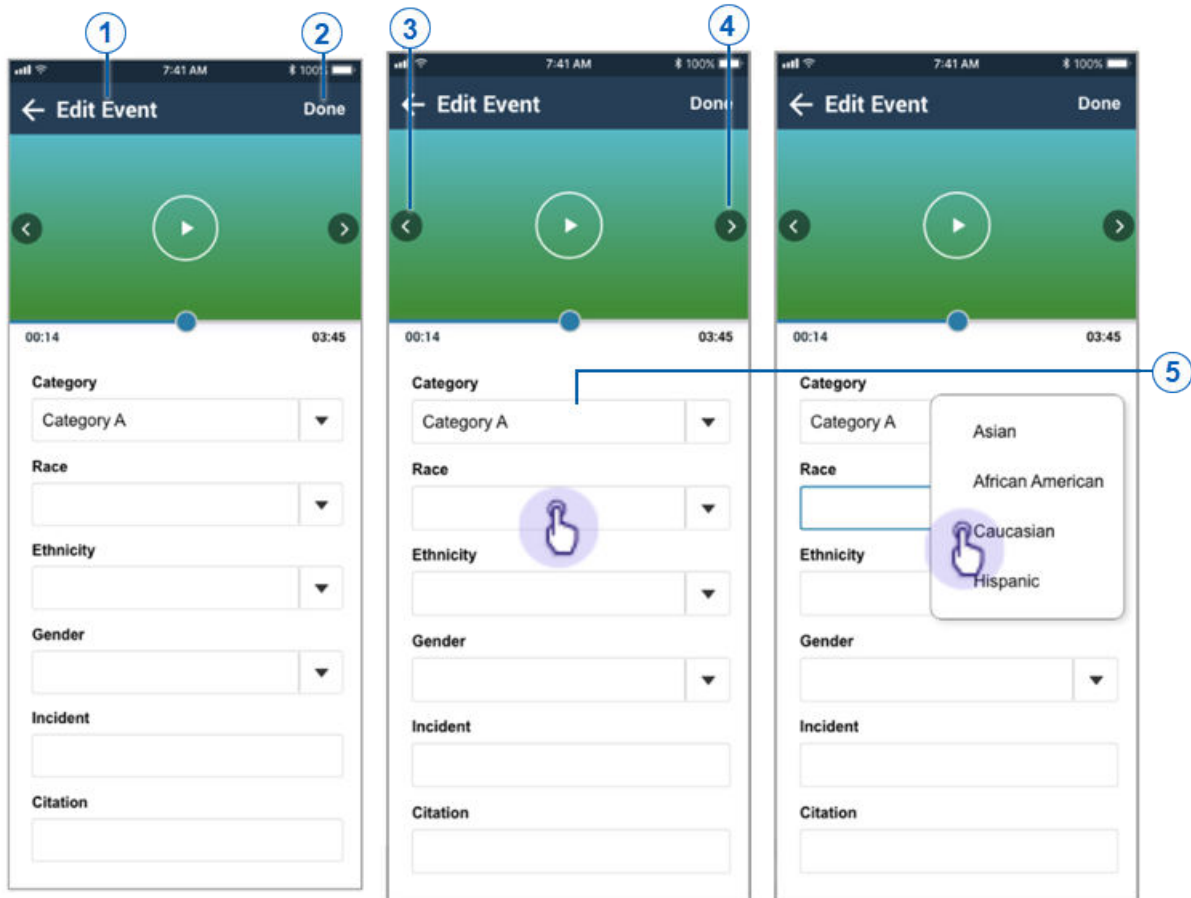 1
2
3
4
7:41 AM
100%
Edit Event
Done
00:14
03:45
Category
Category A
Race
Ethnicity
Gender
Incident
Citation
7:41 AM
100%
Edit Event
Done
00:14
03:45
Category
Category A
Race
Ethnicity
Gender
Incident
Citation
7:41 AM
100%
Edit Event
Done
00:14
03:45
5
Category
Category A
Asian
Race
African American
Caucasian
Ethnicity
Hispanic
Gender
Incident
Citation